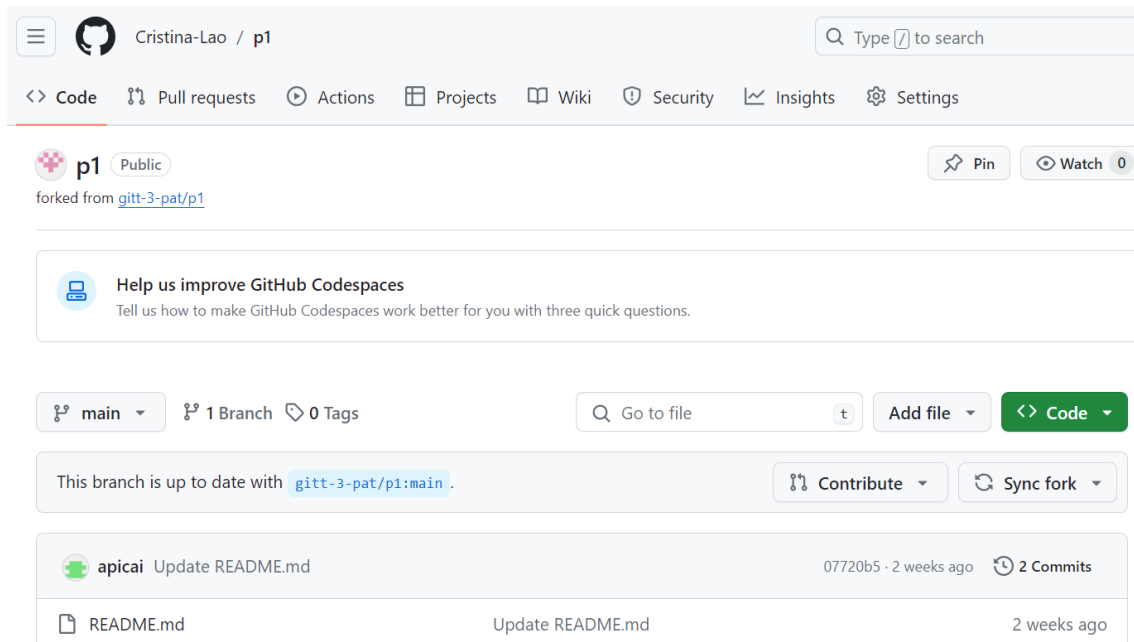 Cristina-Lao / p1
Type / to search
Code Pull requests Actions Projects Wiki Security Insights Settings
p1 Public
Pin Watch 0
forked from gitt-3-pat/p1
Help us improve GitHub Codespaces
Tell us how to make GitHub Codespaces work better for you with three quick questions.
main 1 Branch 0 Tags Go to file t Add file Code
This branch is up to date with gitt-3-pat/p1:main. Contribute Sync fork
apicai Update README.md 07720b5 · 2 weeks ago 2 Commits
README.md Update README.md 2 weeks ago